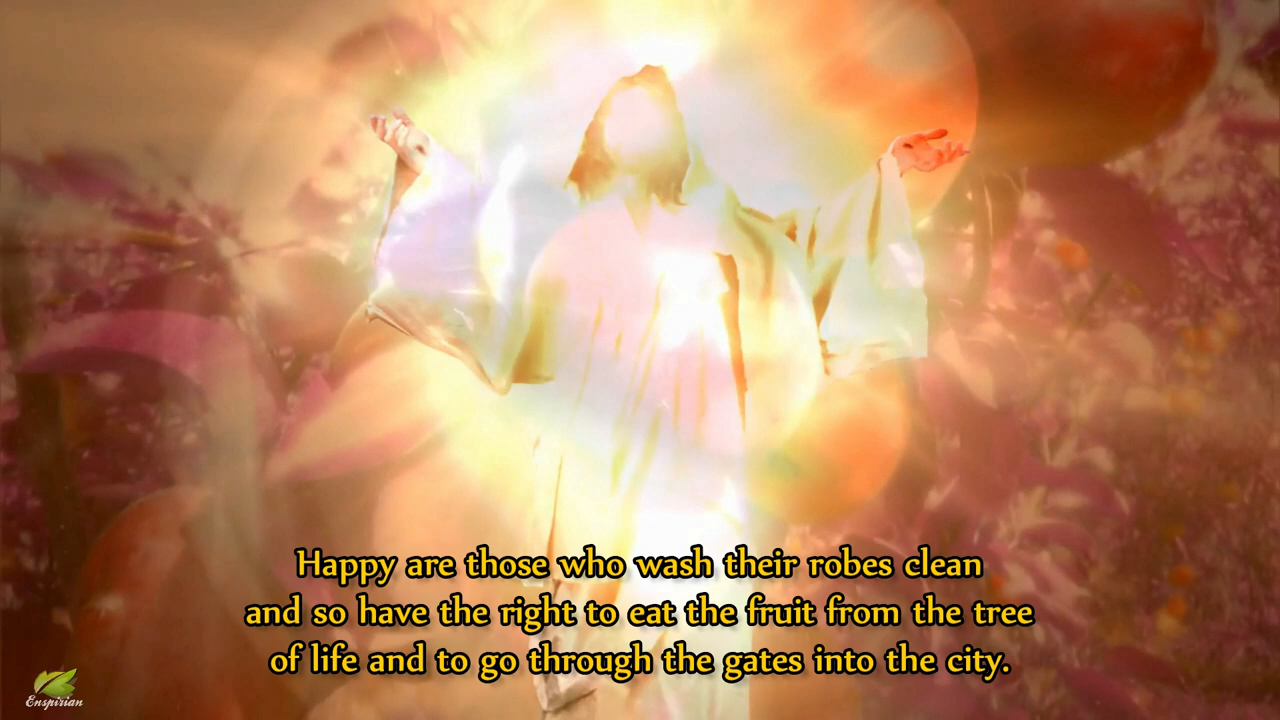 Happy are those who wash their robes clean
and so have the right to eat the fruit from the tree
of life and to go through the gates into the city.
Enspirian